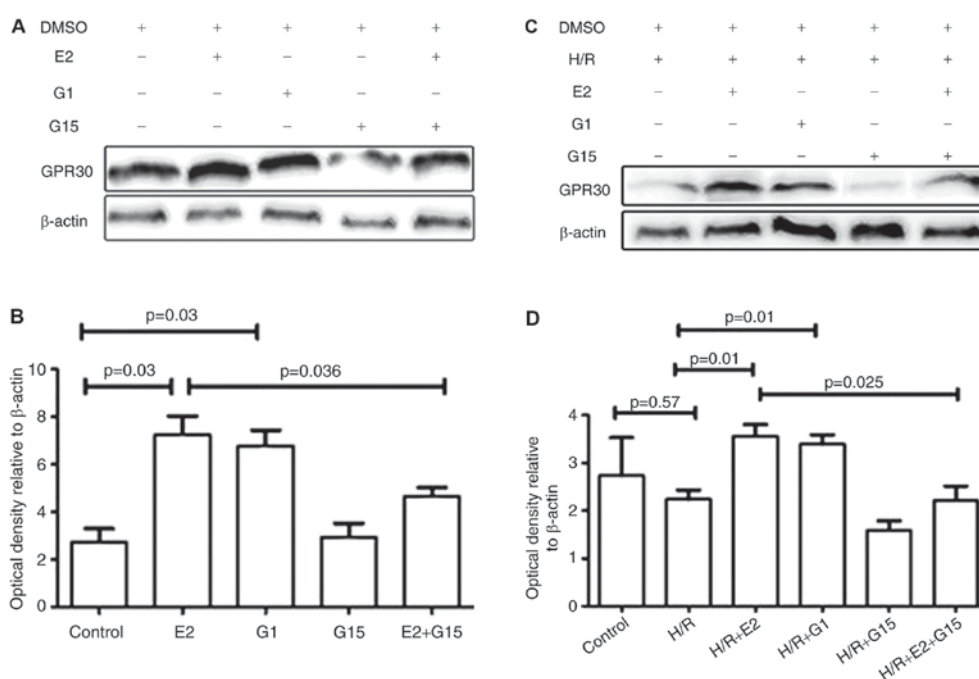 A DMSO + + + + +
E2 – + – – +
G1 – – + – –
G15 – – – + +
GPR30
β-actin
C DMSO + + + + +
H/R + + + + +
E2 – + – – +
G1 – – + – –
G15 – – – + +
GPR30
β-actin
B
p=0.03
p=0.03
p=0.036
Optical density relative to β-actin
10
8
6
4
2
0
Control E2 G1 G15 E2+G15
D
p=0.01
p=0.01
p=0.025
p=0.57
Optical density relative
to β-actin
4
3
2
1
0
Control H/R H/R+E2 H/R+G1 H/R+G15 H/R+E2+G15